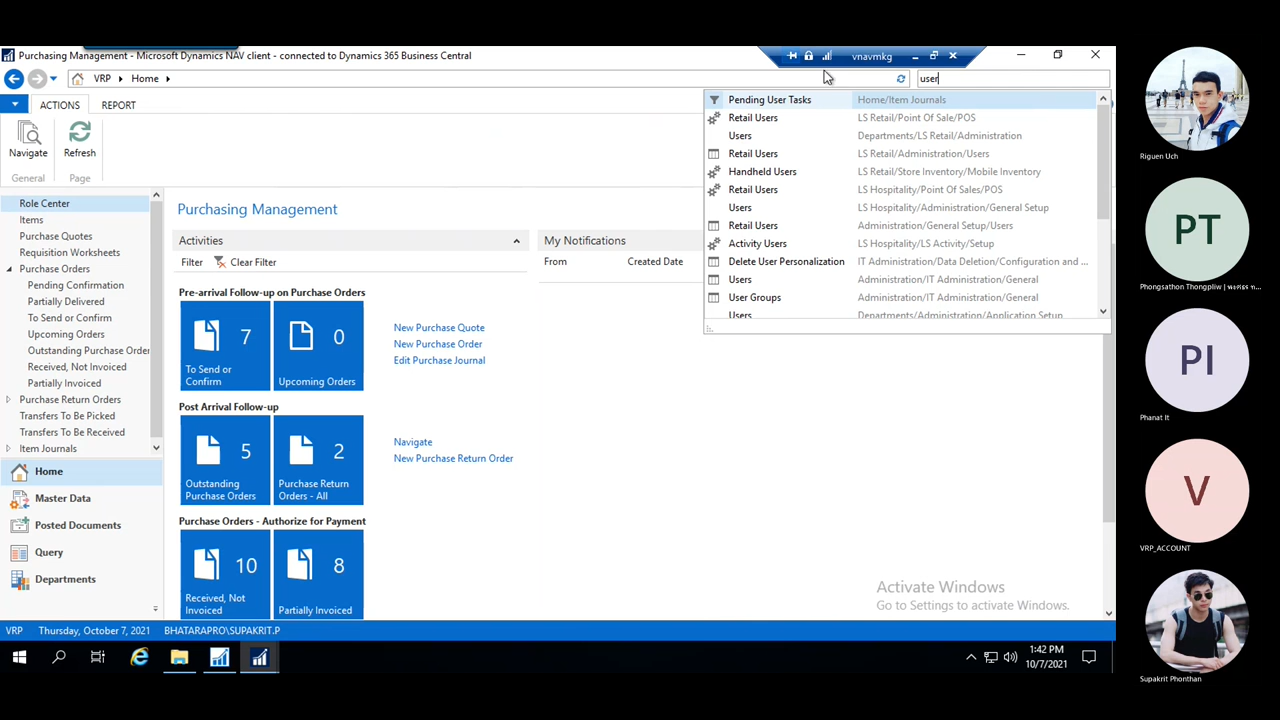 Purchasing Management - Microsoft Dynamics NAV client - connected to Dynamics 365 Business Central
vnavmkg
VRP
Home
user
ACTIONS
REPORT
Navigate
Refresh
General
Page
Pending User Tasks Home/Item Journals
Retail Users LS Retail/Point Of Sale/POS
Users Departments/LS Retail/Administration
Retail Users LS Retail/Administration/Users
Handheld Users LS Retail/Store Inventory/Mobile Inventory
Retail Users LS Hospitality/Point Of Sales/POS
Users LS Hospitality/Administration/General Setup
Retail Users Administration/General Setup/Users
Activity Users LS Hospitality/LS Activity/Setup
Delete User Personalization IT Administration/Data Deletion/Configuration and ...
Users Administration/IT Administration/General
User Groups Administration/IT Administration/General
Users Departments/Administration/Application Setup
Role Center
Items
Purchase Quotes
Requisition Worksheets
Purchase Orders
Pending Confirmation
Partially Delivered
To Send or Confirm
Upcoming Orders
Outstanding Purchase Order
Received, Not Invoiced
Partially Invoiced
Purchase Return Orders
Transfers To Be Picked
Transfers To Be Received
Item Journals
Home
Master Data
Posted Documents
Query
Departments
Purchasing Management
Activities
Filter
Clear Filter
My Notifications
From
Created Date
Pre-arrival Follow-up on Purchase Orders
7
To Send or
Confirm
0
Upcoming Orders
New Purchase Quote
New Purchase Order
Edit Purchase Journal
Post Arrival Follow-up
5
Outstanding
Purchase Orders
2
Purchase Return
Orders - All
Navigate
New Purchase Return Order
Purchase Orders - Authorize for Payment
10
Received, Not
Invoiced
8
Partially Invoiced
Activate Windows
Go to Settings to activate Windows.
VRP
Thursday, October 7, 2021
BHATARAPRO\SUPAKRIT.P
1:42 PM
10/7/2021
Riguen Uch
PT
Phongsathon Thongpliw |
PI
Phanat It
V
VRP_ACCOUNT
Supakrit Phonthan